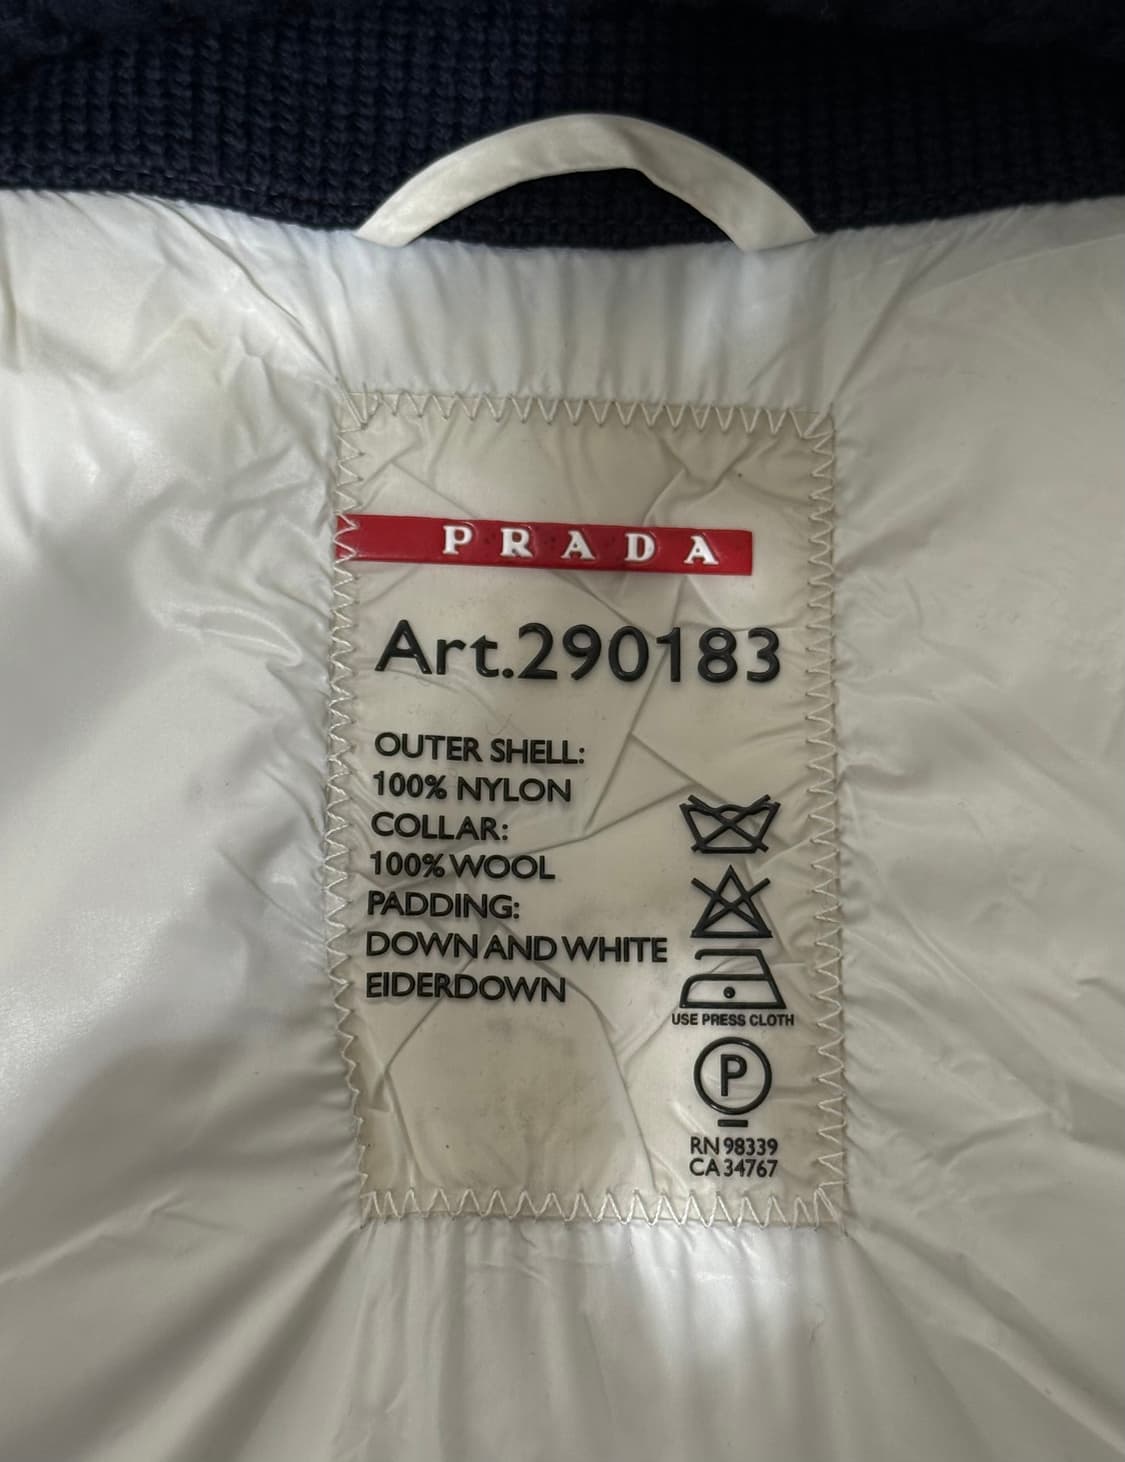 PRADA
Art.290183
OUTER SHELL:
100% NYLON
COLLAR:
100% WOOL
PADDING:
DOWN AND WHITE
EIDERDOWN
USE PRESS CLOTH
P
RN 98339
CA 34767